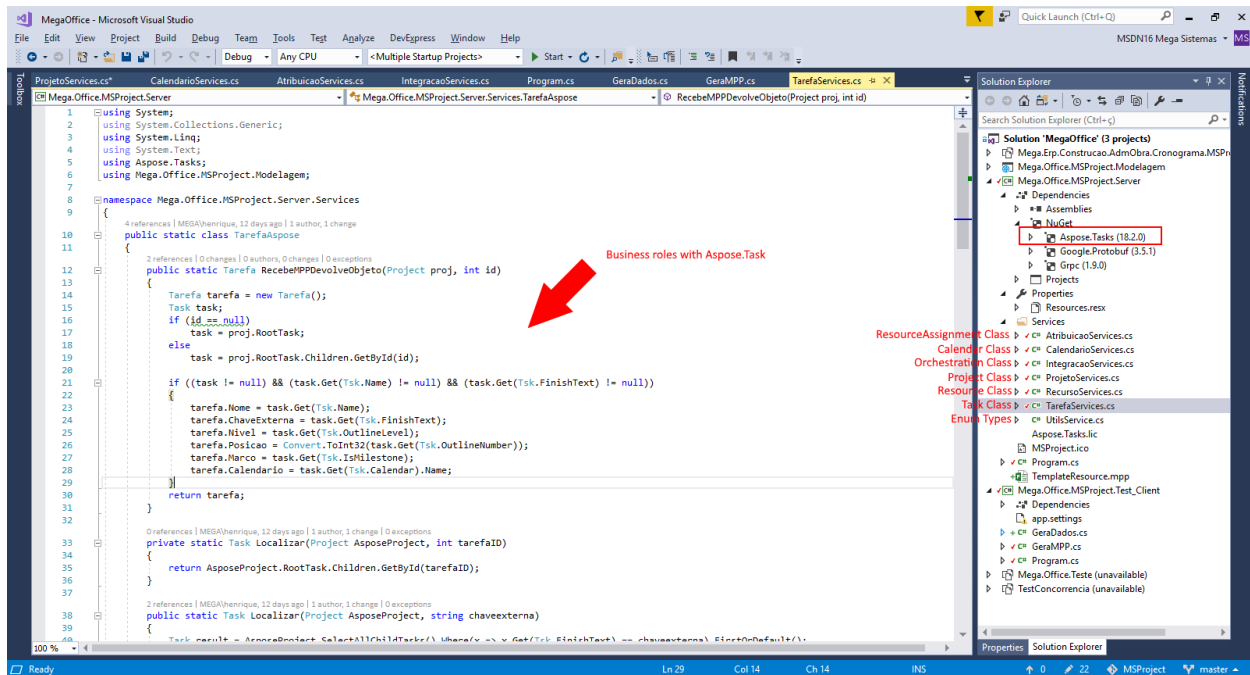 MegaOffice - Microsoft Visual Studio
Quick Launch (Ctrl+Q)
File Edit View Project Build Debug Team Tools Test Analyze DevExpress Window Help
MSDN16 Mega Sistemas MS
Debug Any CPU <Multiple Startup Projects> Start
Toolbox
ProjetoServices.cs* CalendarioServices.cs AtribuicaoServices.cs IntegracaoServices.cs Program.cs GeraDados.cs GeraMPP.cs TarefaServices.cs
Mega.Office.MSProject.Server Mega.Office.MSProject.Server.Services.TarefaAspose RecebeMPPDevolveObjeto(Project proj, int id)
1 using System;
2 using System.Collections.Generic;
3 using System.Linq;
4 using System.Text;
5 using Aspose.Tasks;
6 using Mega.Office.MSProject.Modelagem;
7
8 namespace Mega.Office.MSProject.Server.Services
9 {
4 references | MEGA\henrique, 12 days ago | 1 author, 1 change
10 public static class TarefaAspose
11 {
2 references | 0 changes | 0 authors, 0 changes | 0 exceptions
12 public static Tarefa RecebeMPPDevolveObjeto(Project proj, int id)
13 {
14 Tarefa tarefa = new Tarefa();
15 Task task;
16 if (id == null)
17 task = proj.RootTask;
18 else
19 task = proj.RootTask.Children.GetById(id);
20
21 if ((task != null) && (task.Get(Tsk.Name) != null) && (task.Get(Tsk.FinishText) != null))
22 {
23 tarefa.Nome = task.Get(Tsk.Name);
24 tarefa.ChaveExterna = task.Get(Tsk.FinishText);
25 tarefa.Nivel = task.Get(Tsk.OutlineLevel);
26 tarefa.Posicao = Convert.ToInt32(task.Get(Tsk.OutlineNumber));
27 tarefa.Marco = task.Get(Tsk.IsMilestone);
28 tarefa.Calendario = task.Get(Tsk.Calendar).Name;
29 }
30 return tarefa;
31 }
32
0 references | MEGA\henrique, 12 days ago | 1 author, 1 change | 0 exceptions
33 private static Task Localizar(Project AsposeProject, int tarefaID)
34 {
35 return AsposeProject.RootTask.Children.GetById(tarefaID);
36 }
37
2 references | MEGA\henrique, 12 days ago | 1 author, 1 change | 0 exceptions
38 public static Task Localizar(Project AsposeProject, string chaveexterna)
39 {
40 Task result = AsposeProject.SelectAllChildTasks().Where(x => x.Get(Tsk.FinishText) == chaveexterna).FirstOrDefault();
100 %
Business roles with Aspose.Task
ResourceAssignment Class
Calendar Class
Orchestration Class
Project Class
Resource Class
Task Class
Enum Types
Solution Explorer
Search Solution Explorer (Ctrl+ç)
Solution 'MegaOffice' (3 projects)
Mega.Erp.Construcao.AdmObra.Cronograma.MSPr
Mega.Office.MSProject.Modelagem
Mega.Office.MSProject.Server
Dependencies
Assemblies
NuGet
Aspose.Tasks (18.2.0)
Google.Protobuf (3.5.1)
Grpc (1.9.0)
Projects
Properties
Resources.resx
Services
AtribuicaoServices.cs
CalendarioServices.cs
IntegracaoServices.cs
ProjetoServices.cs
RecursoServices.cs
TarefaServices.cs
UtilsService.cs
Aspose.Tasks.lic
MSProject.ico
Program.cs
TemplateResource.mpp
Mega.Office.MSProject.Test_Client
Dependencies
app.settings
GeraDados.cs
GeraMPP.cs
Program.cs
Mega.Office.Teste (unavailable)
TestConcorrencia (unavailable)
Properties Solution Explorer
Notifications
Ready Ln 29 Col 14 Ch 14 INS 0 22 MSProject master